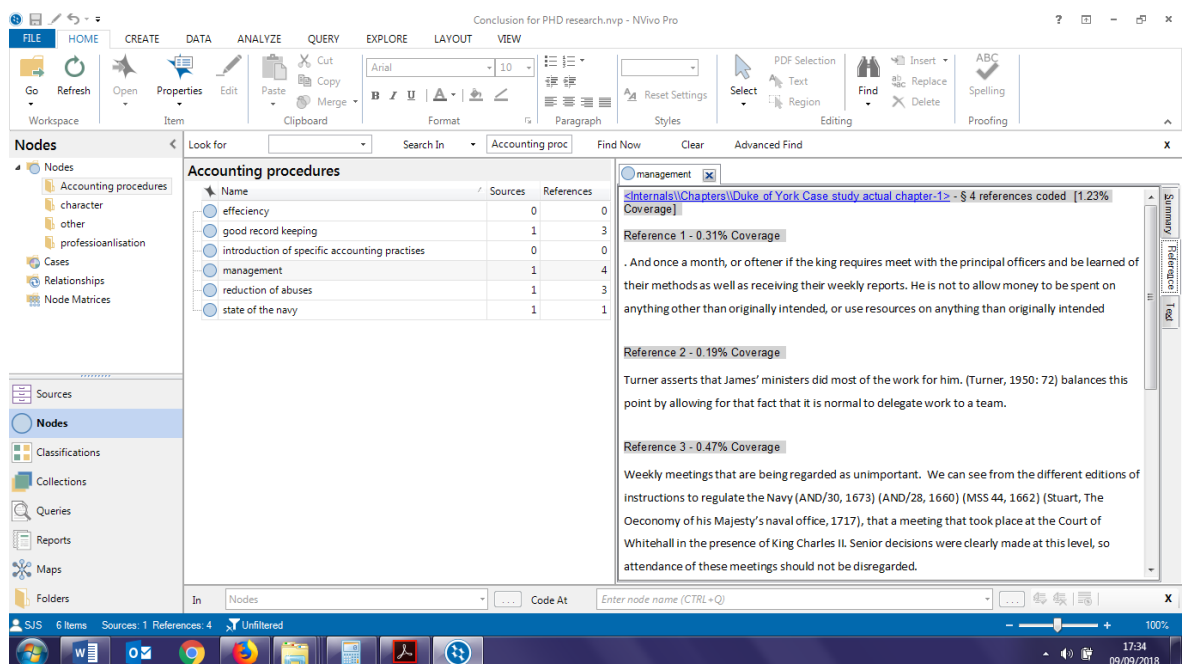 Conclusion for PHD research.nvp - NVivo Pro
FILE HOME CREATE DATA ANALYZE QUERY EXPLORE LAYOUT VIEW
Go Refresh Open Properties Edit Paste Cut Copy Merge
Arial 10
B I U A
Reset Settings
Select PDF Selection Text Region Find Insert Replace Delete
ABC Spelling
Workspace Item Clipboard Format Paragraph Styles Editing Proofing
Nodes
Look for Search In Accounting proc Find Now Clear Advanced Find X
Nodes
Accounting procedures
character
other
professioanlisation
Cases
Relationships
Node Matrices
Sources
Nodes
Classifications
Collections
Queries
Reports
Maps
Folders
Accounting procedures
Name Sources References
effeciency 0 0
good record keeping 1 3
introduction of specific accounting practises 0 0
management 1 4
reduction of abuses 1 3
state of the navy 1 1
management
<Internals\\Chapters\\Duke of York Case study actual chapter-1> - § 4 references coded [1.23%
Coverage]
Reference 1 - 0.31% Coverage
. And once a month, or oftener if the king requires meet with the principal officers and be learned of
their methods as well as receiving their weekly reports. He is not to allow money to be spent on
anything other than originally intended, or use resources on anything than originally intended
Reference 2 - 0.19% Coverage
Turner asserts that James’ ministers did most of the work for him. (Turner, 1950: 72) balances this
point by allowing for that fact that it is normal to delegate work to a team.
Reference 3 - 0.47% Coverage
Weekly meetings that are being regarded as unimportant. We can see from the different editions of
instructions to regulate the Navy (AND/30, 1673) (AND/28, 1660) (MSS 44, 1662) (Stuart, The
Oeconomy of his Majesty’s naval office, 1717), that a meeting that took place at the Court of
Whitehall in the presence of King Charles II. Senior decisions were clearly made at this level, so
attendance of these meetings should not be disregarded.
Summary
Reference
Text
In Nodes ... Code At Enter node name (CTRL+Q) ... X
SJS 6 Items Sources: 1 References: 4 Unfiltered 100%
17:34
09/09/2018